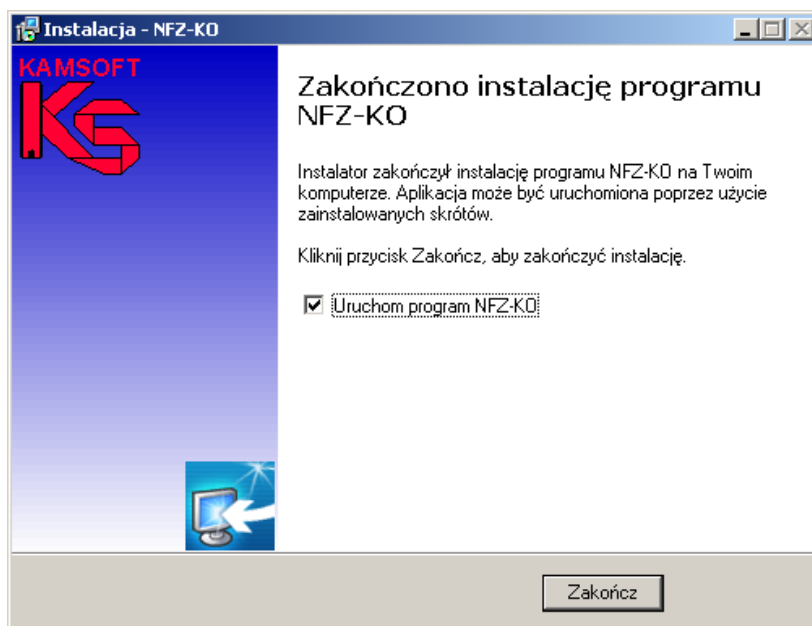 Instalacja - NFZ-KO
KAMSOFT
KS
Zakończono instalację programu
NFZ-KO
Instalator zakończył instalację programu NFZ-KO na Twoim
komputerze. Aplikacja może być uruchomiona poprzez użycie
zainstalowanych skrótów.
Kliknij przycisk Zakończ, aby zakończyć instalację.
Uruchom program NFZ-KO
Zakończ